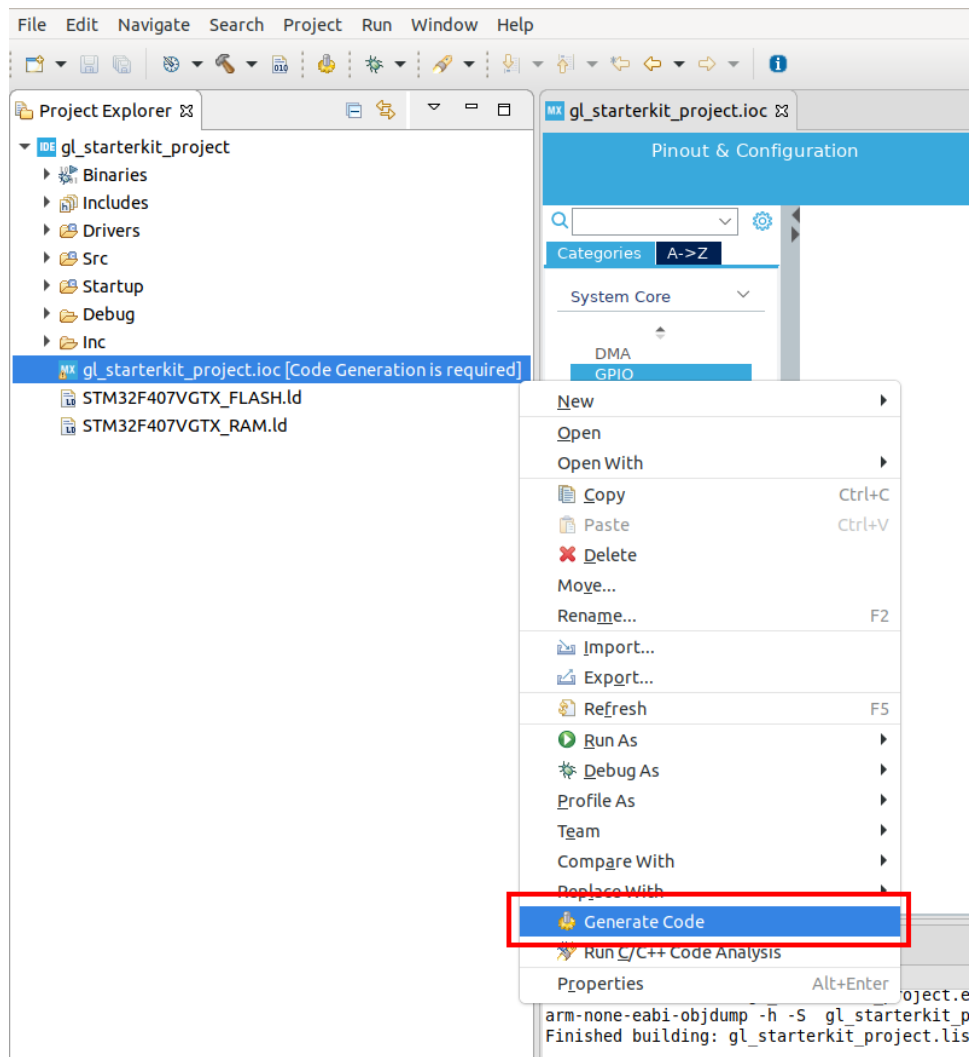 File Edit Navigate Search Project Run Window Help
Project Explorer
gl_starterkit_project.ioc
IDE gl_starterkit_project
Binaries
Includes
Drivers
Src
Startup
Debug
Inc
MX gl_starterkit_project.ioc [Code Generation is required]
STM32F407VGTX_FLASH.ld
STM32F407VGTX_RAM.ld
MX
Pinout & Configuration
Categories A->Z
System Core
DMA
GPIO
New
Open
Open With
Copy Ctrl+C
Paste Ctrl+V
Delete
Move...
Rename... F2
Import...
Export...
Refresh F5
Run As
Debug As
Profile As
Team
Compare With
Replace With
Generate Code
Run C/C++ Code Analysis
Properties Alt+Enter
oject.e
arm-none-eabi-objdump -h -S gl_starterkit_p
Finished building: gl_starterkit_project.lis